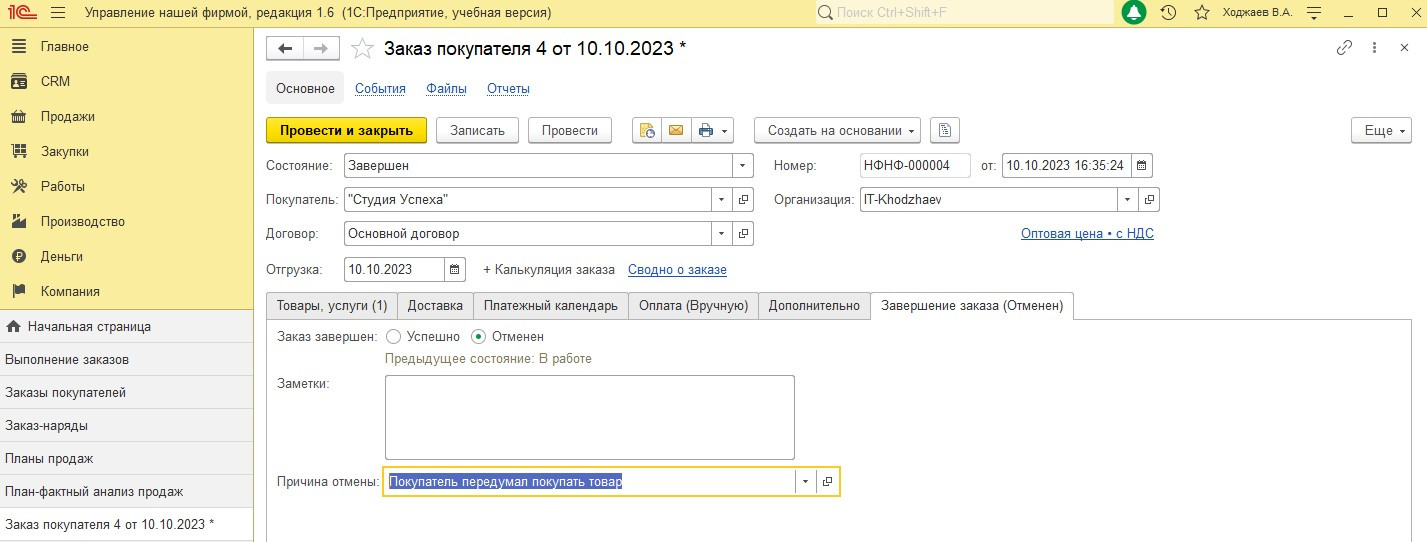 1С Управление нашей фирмой, редакция 1.6 (1С:Предприятие, учебная версия) Поиск Ctrl+Shift+F Ходжаев В.А.
Главное
CRM
Продажи
Закупки
Работы
Производство
Деньги
Компания
Начальная страница
Выполнение заказов
Заказы покупателей
Заказ-наряды
Планы продаж
План-фактный анализ продаж
Заказ покупателя 4 от 10.10.2023 *
Заказ покупателя 4 от 10.10.2023 *
Основное События Файлы Отчеты
Провести и закрыть Записать Провести Создать на основании Еще
Состояние: Завершен Номер: НФНФ-000004 от: 10.10.2023 16:35:24
Покупатель: "Студия Успеха" Организация: IT-Khodzhaev
Договор: Основной договор Оптовая цена • с НДС
Отгрузка: 10.10.2023 + Калькуляция заказа Сводно о заказе
Товары, услуги (1) Доставка Платежный календарь Оплата (Вручную) Дополнительно Завершение заказа (Отменен)
Заказ завершен: Успешно Отменен
Предыдущее состояние: В работе
Заметки:
Причина отмены: Покупатель передумал покупать товар